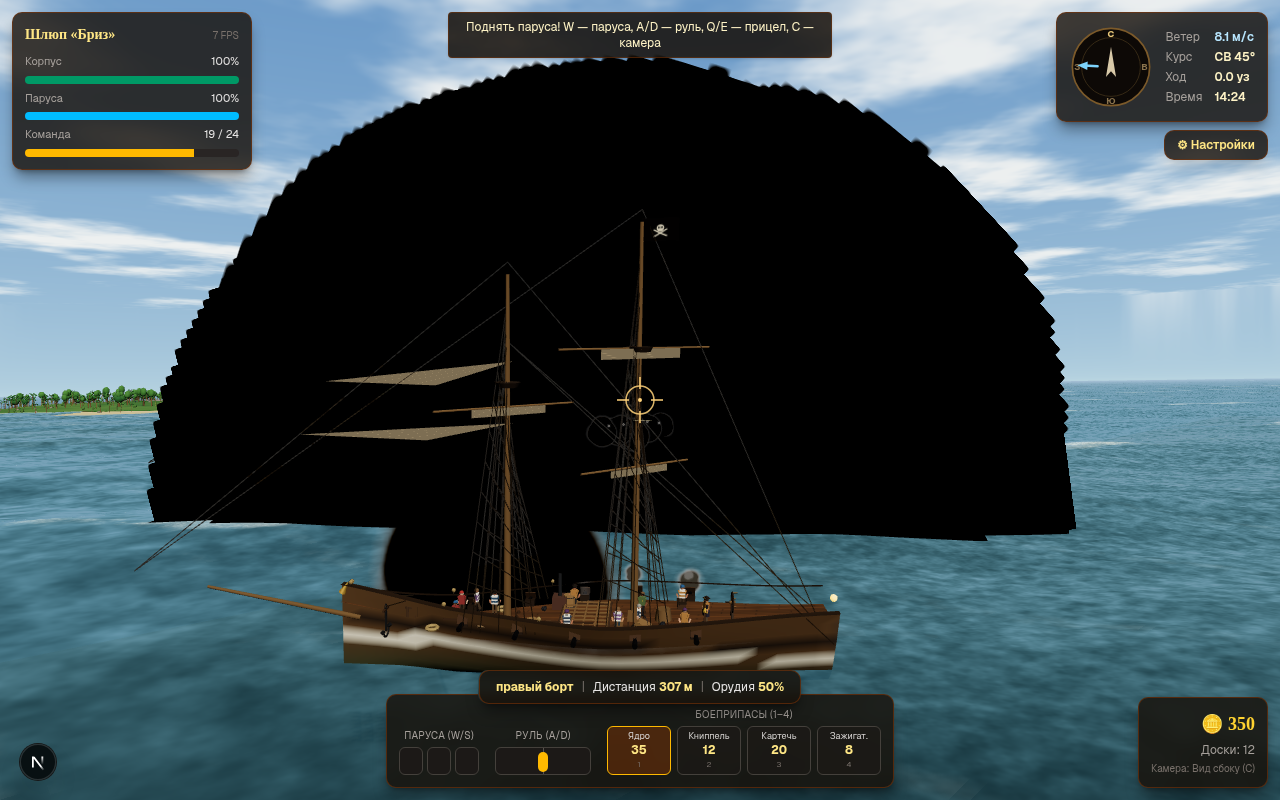 Шлюп «Бриз»
7 FPS
Корпус 100%
Паруса 100%
Команда 19 / 24
Поднять паруса! W — паруса, A/D — руль, Q/E — прицел, C —
камера
С
З В
Ю
Ветер 8.1 м/с
Курс СВ 45°
Ход 0.0 уз
Время 14:24
⚙ Настройки
правый борт | Дистанция 307 м | Орудия 50%
БОЕПРИПАСЫ (1–4)
ПАРУСА (W/S) РУЛЬ (A/D)
Ядро Книппель Картечь Зажигат.
35 12 20 8
1 2 3 4
350
Доски: 12
Камера: Вид сбоку (C)
N